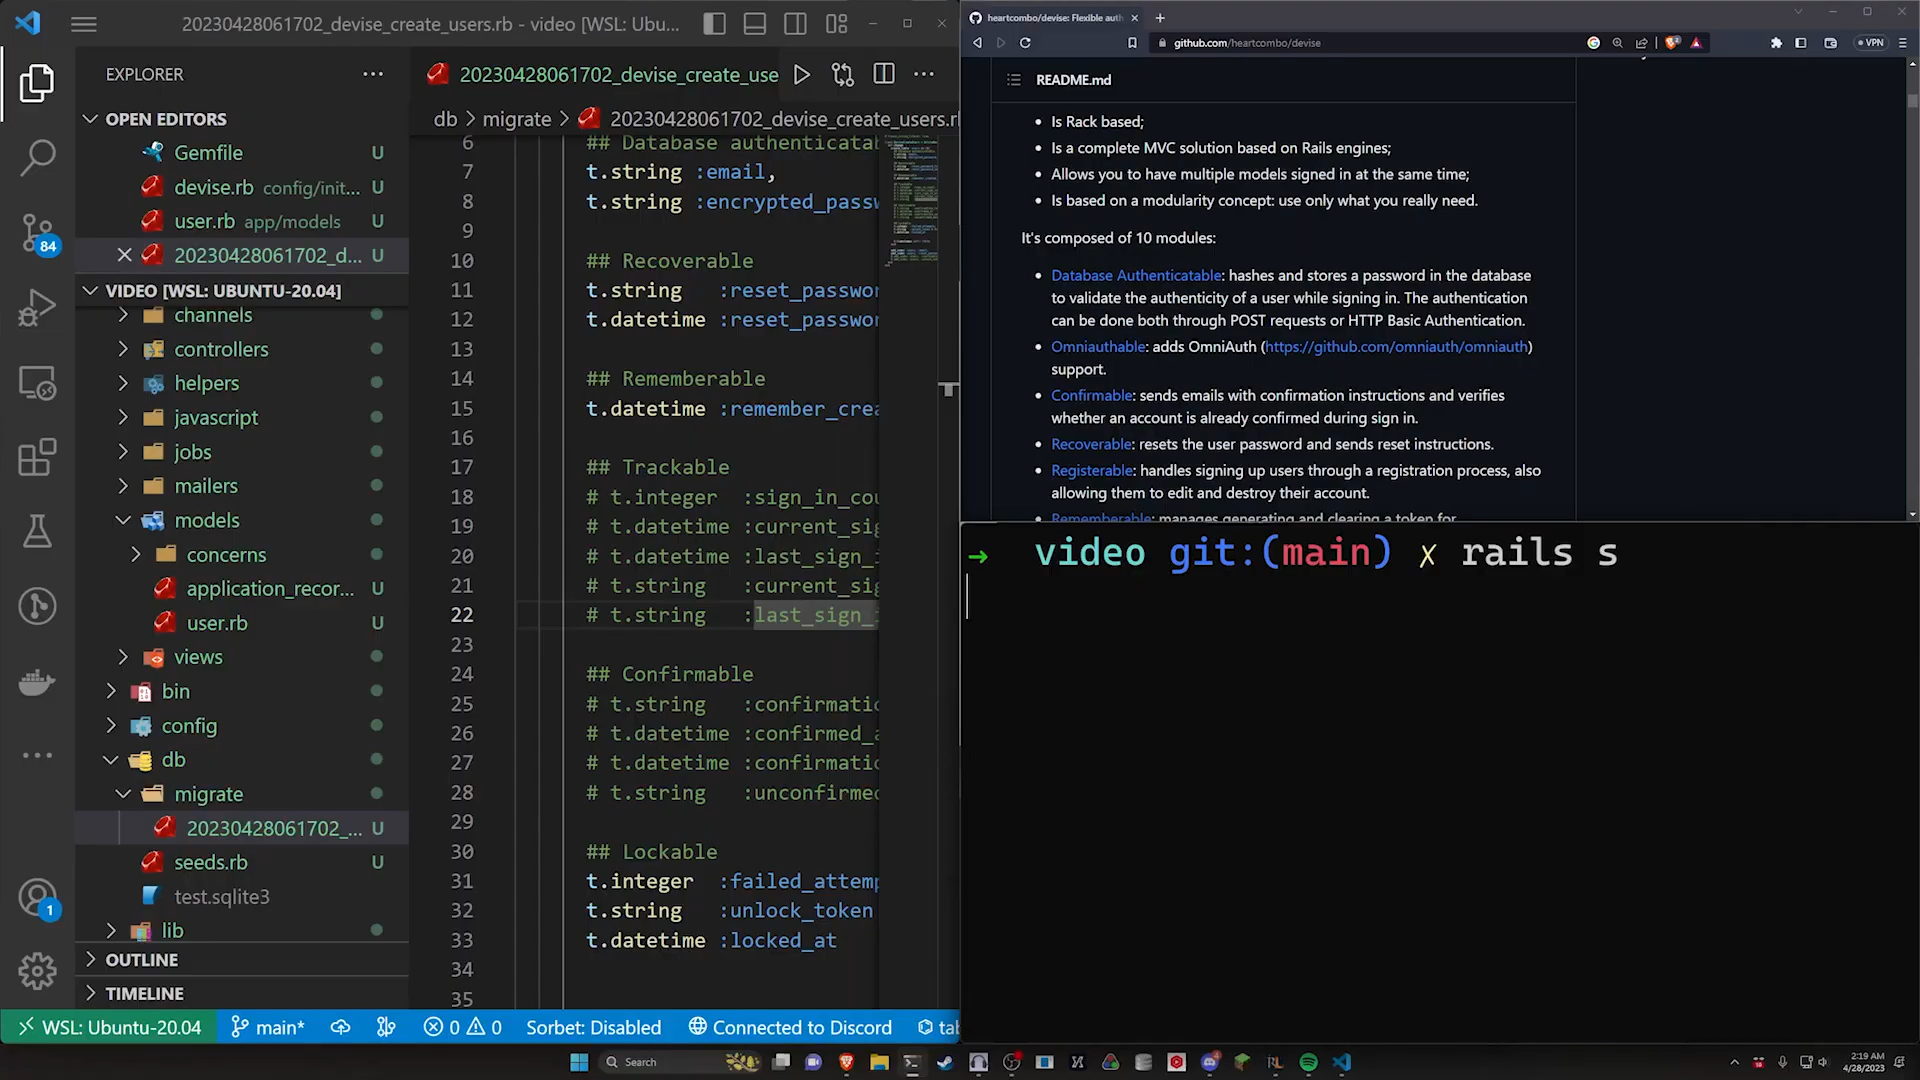 20230428061702_devise_create_users.rb - video [WSL: Ubu...
EXPLORER
OPEN EDITORS
Gemfile U
devise.rb config/init... U
user.rb app/models U
20230428061702_d... U
VIDEO [WSL: UBUNTU-20.04]
channels
controllers
helpers
javascript
jobs
mailers
models
concerns
application_recor... U
user.rb U
views
bin
config
db
migrate
20230428061702_... U
seeds.rb U
test.sqlite3
lib
OUTLINE
TIMELINE
84
1
20230428061702_devise_create_use
db > migrate > 20230428061702_devise_create_users.rb
6 ## Database authenticatab
7 t.string :email,
8 t.string :encrypted_passw
9
10 ## Recoverable
11 t.string :reset_passwor
12 t.datetime :reset_passwor
13
14 ## Rememberable
15 t.datetime :remember_crea
16
17 ## Trackable
18 # t.integer :sign_in_cou
19 # t.datetime :current_sig
20 # t.datetime :last_sign_i
21 # t.string :current_sig
22 # t.string :last_sign_i
23
24 ## Confirmable
25 # t.string :confirmatio
26 # t.datetime :confirmed_a
27 # t.datetime :confirmatio
28 # t.string :unconfirmed
29
30 ## Lockable
31 t.integer :failed_attemp
32 t.string :unlock_token
33 t.datetime :locked_at
34
35
WSL: Ubuntu-20.04 main* 0 0 Sorbet: Disabled Connected to Discord tab
heartcombo/devise: Flexible auth
github.com/heartcombo/devise
VPN
README.md
• Is Rack based;
• Is a complete MVC solution based on Rails engines;
• Allows you to have multiple models signed in at the same time;
• Is based on a modularity concept: use only what you really need.
It's composed of 10 modules:
• Database Authenticatable: hashes and stores a password in the database
to validate the authenticity of a user while signing in. The authentication
can be done both through POST requests or HTTP Basic Authentication.
• Omniauthable: adds OmniAuth (https://github.com/omniauth/omniauth)
support.
• Confirmable: sends emails with confirmation instructions and verifies
whether an account is already confirmed during sign in.
• Recoverable: resets the user password and sends reset instructions.
• Registerable: handles signing up users through a registration process, also
allowing them to edit and destroy their account.
• Rememberable: manages generating and clearing a token for
→ video git:(main) x rails s
Search
2:19 AM
4/28/2023